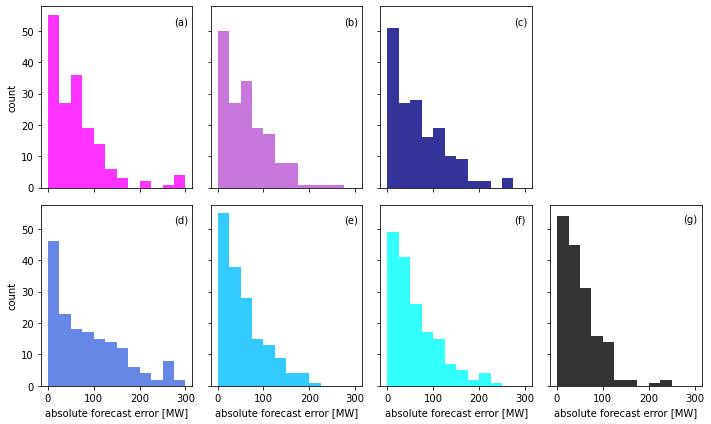 (a)
(b)
(c)
50
40
30
20
10
0
count
(d)
(e)
(f)
(g)
50
40
30
20
10
0
count
0 100 200 300
0 100 200 300
0 100 200 300
0 100 200 300
absolute forecast error [MW]
absolute forecast error [MW]
absolute forecast error [MW]
absolute forecast error [MW]